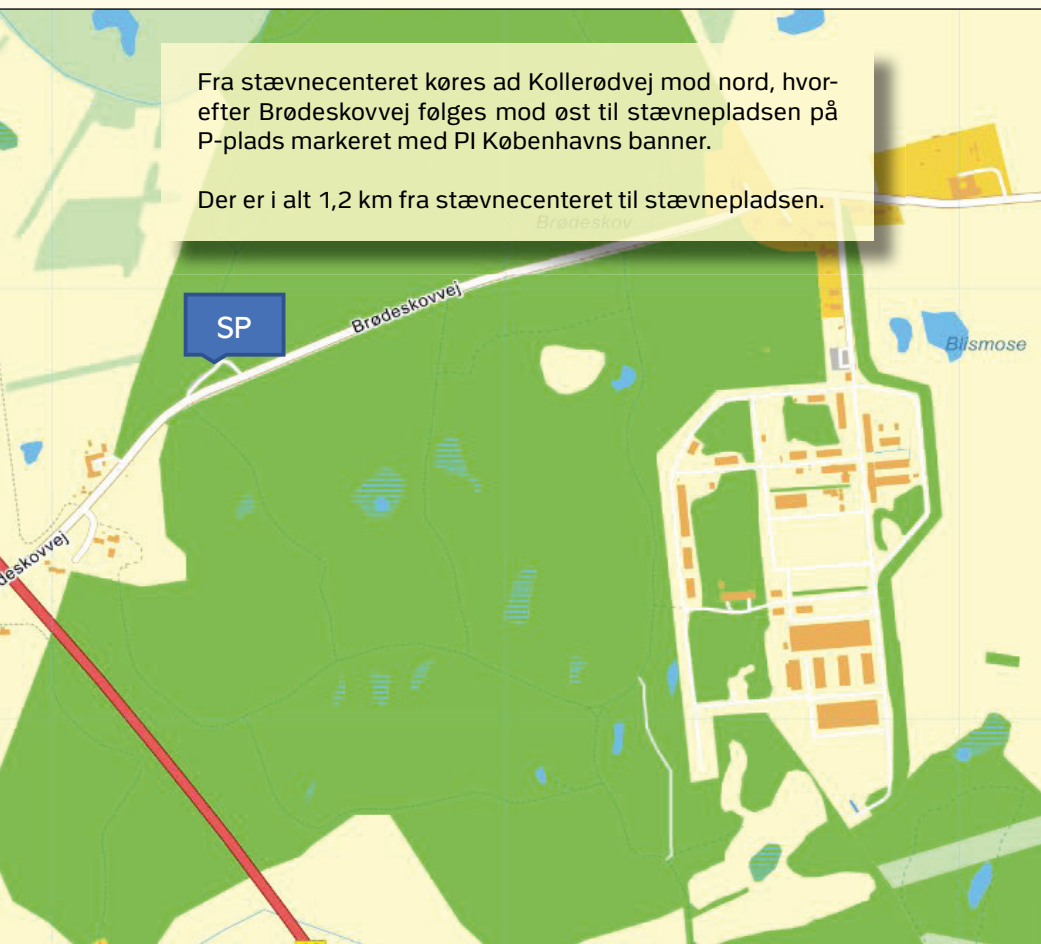 Fra stævnecenteret køres ad Kollerødvej mod nord, hvor-
efter Brødeskovvej følges mod øst til stævnepladsen på
P-plads markeret med PI Københavns banner.
Der er i alt 1,2 km fra stævnecenteret til stævnepladsen.
Brødeskov
Brødeskovvej
SP
Blismose
deskovvej